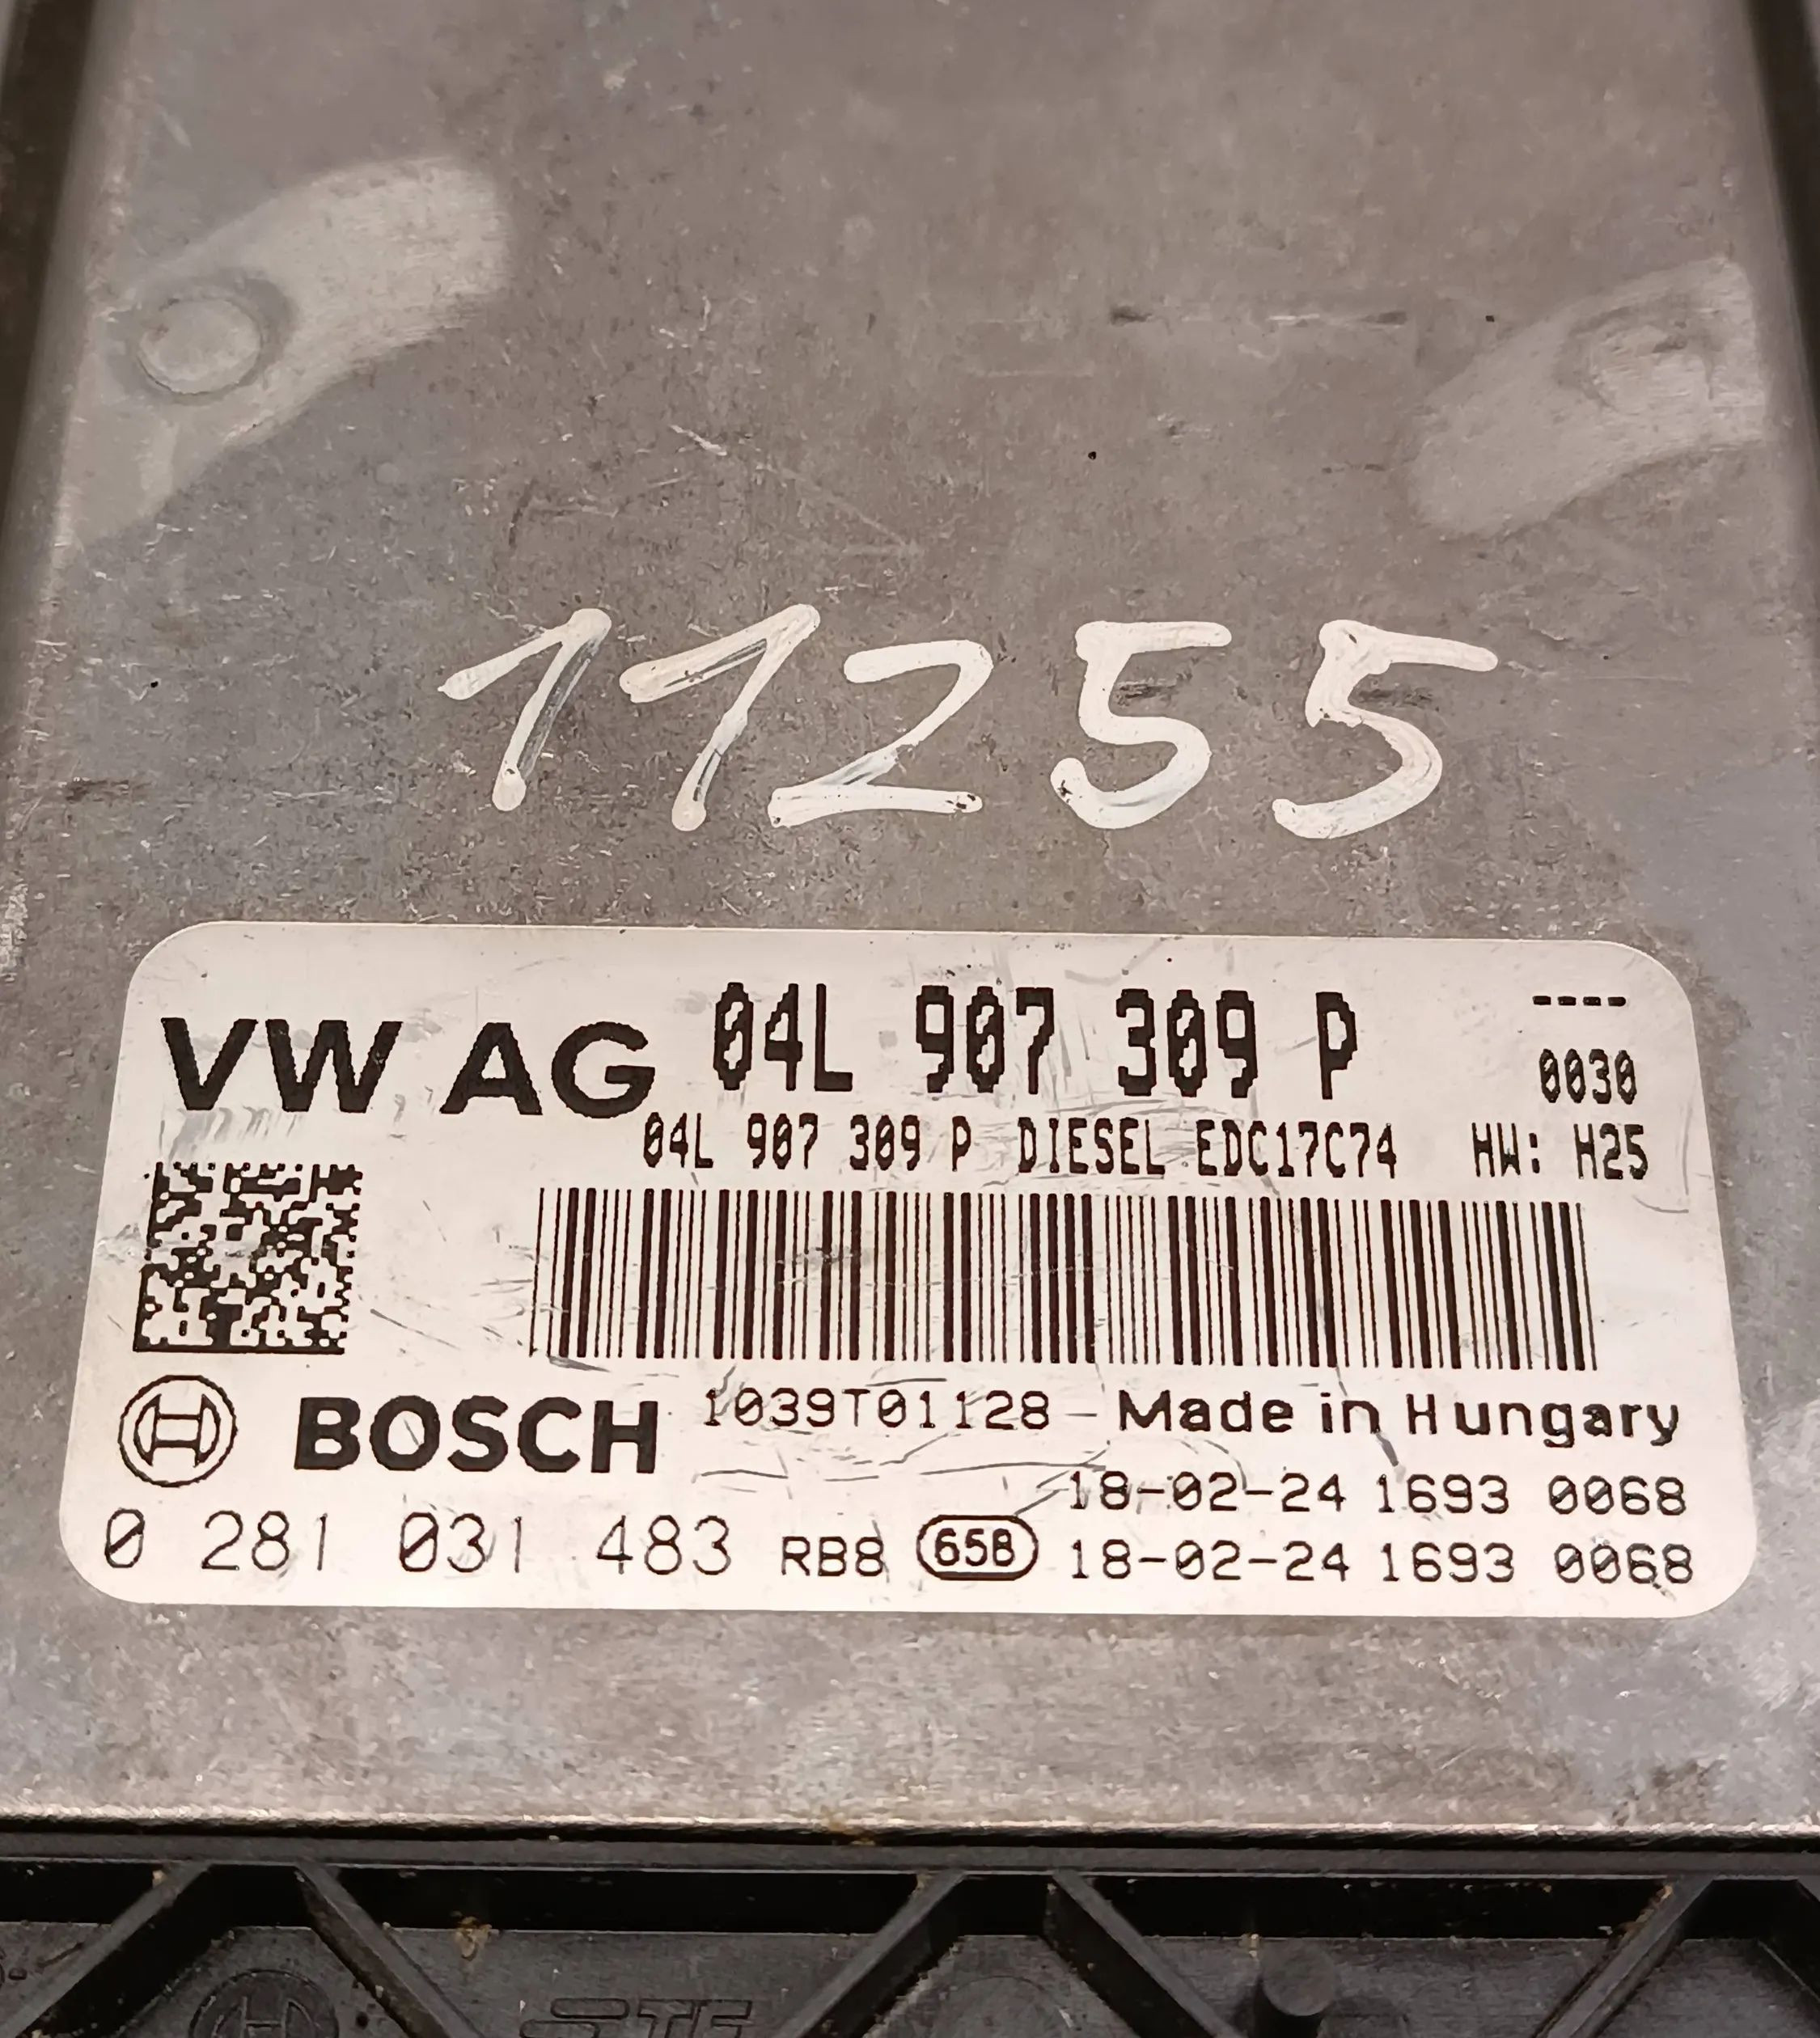 11255
VW AG 04L 907 309 P ----
0030
04L 907 309 P DIESEL EDC17C74 HW: H25
BOSCH 1039T01128 Made in Hungary
18-02-24 1693 0068
0 281 031 483 RB8 65B 18-02-24 1693 0068